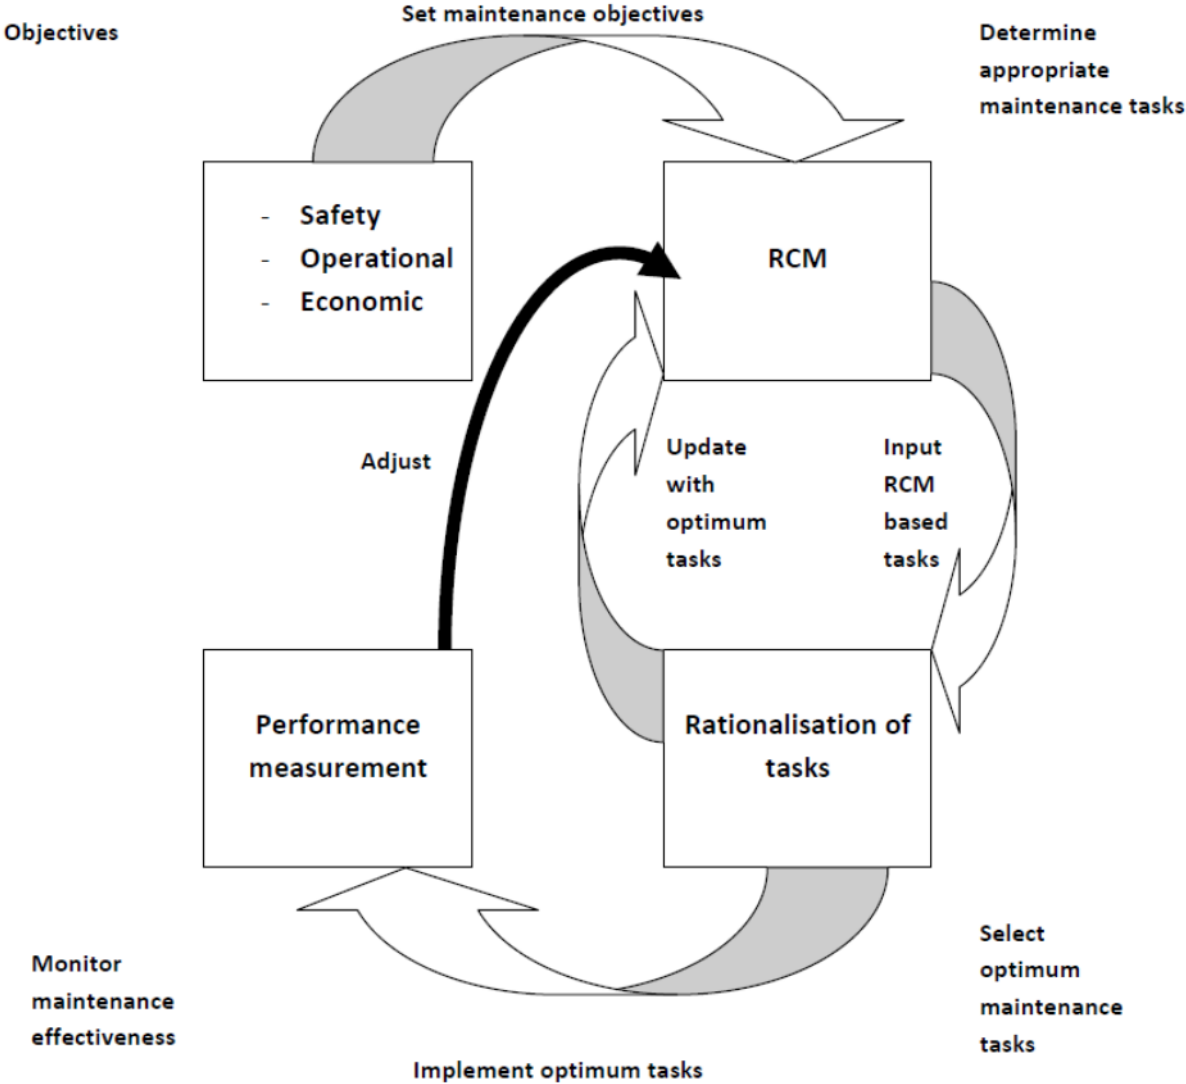 Set maintenance objectives
Objectives
Determine
appropriate
maintenance tasks
- Safety
- Operational
- Economic
RCM
Adjust
Update
with
optimum
tasks
Input
RCM
based
tasks
Performance
measurement
Rationalisation of
tasks
Select
optimum
maintenance
tasks
Monitor
maintenance
effectiveness
Implement optimum tasks